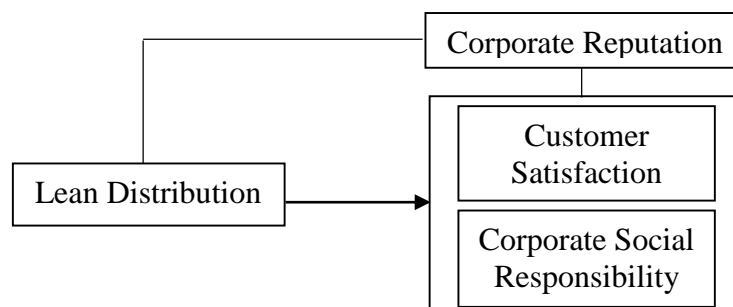 Corporate Reputation
Customer
Satisfaction
Lean Distribution
Corporate Social
Responsibility